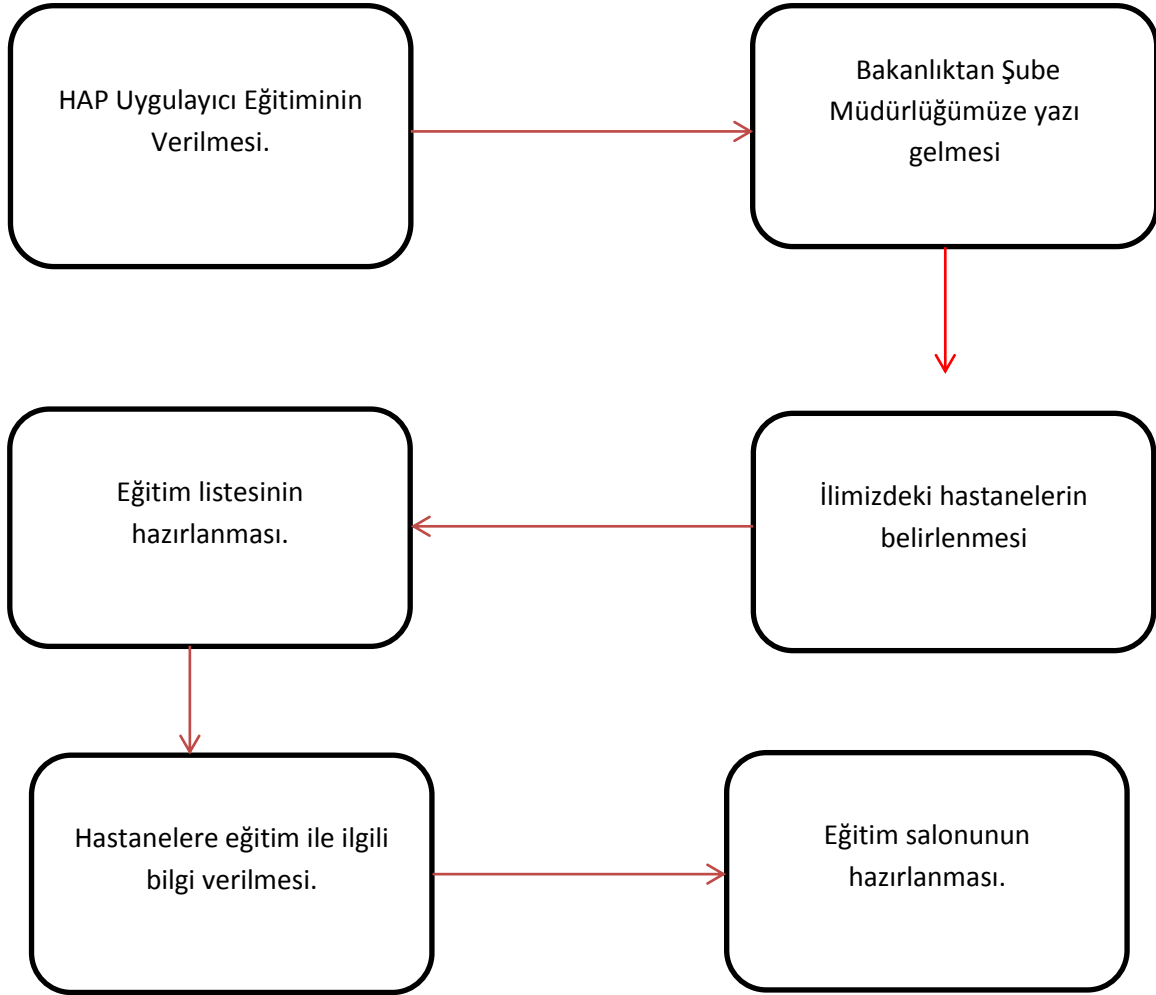 HAP Uygulayıcı Eğitiminin
Verilmesi.
Bakanlıktan Şube
Müdürlüğümüze yazı
gelmesi
İlimizdeki hastanelerin
belirlenmesi
Eğitim listesinin
hazırlanması.
Hastanelere eğitim ile ilgili
bilgi verilmesi.
Eğitim salonunun
hazırlanması.